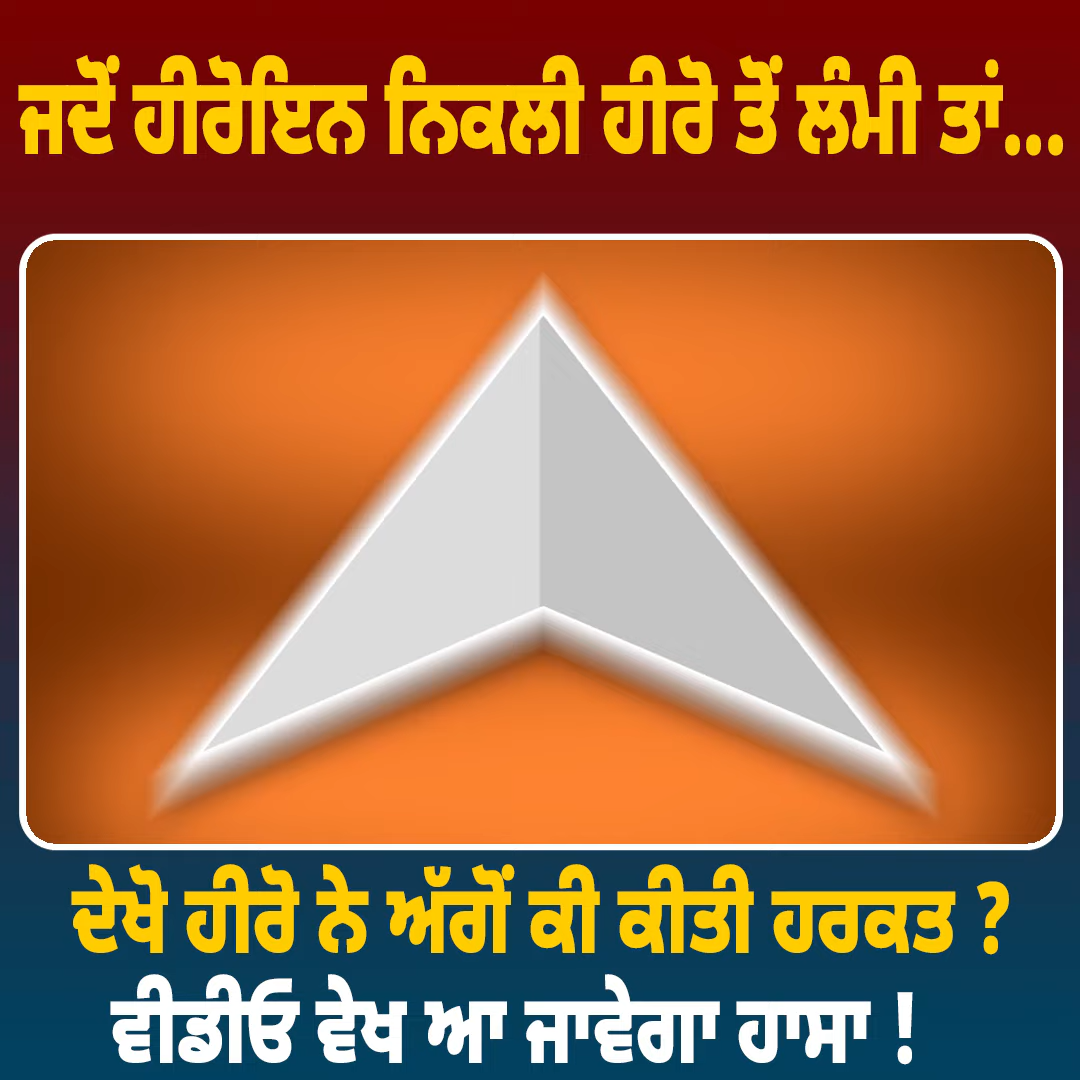 ਜਦੋਂ ਹੀਰੋਇਨ ਨਿਕਲੀ ਹੀਰੋ ਤੋਂ ਲੰਮੀ ਤਾਂ...
ਦੇਖੋ ਹੀਰੋ ਨੇ ਅੱਗੋਂ ਕੀ ਕੀਤੀ ਹਰਕਤ ?
ਵੀਡੀਓ ਵੇਖ ਆ ਜਾਵੇਗਾ ਹਾਸਾ !